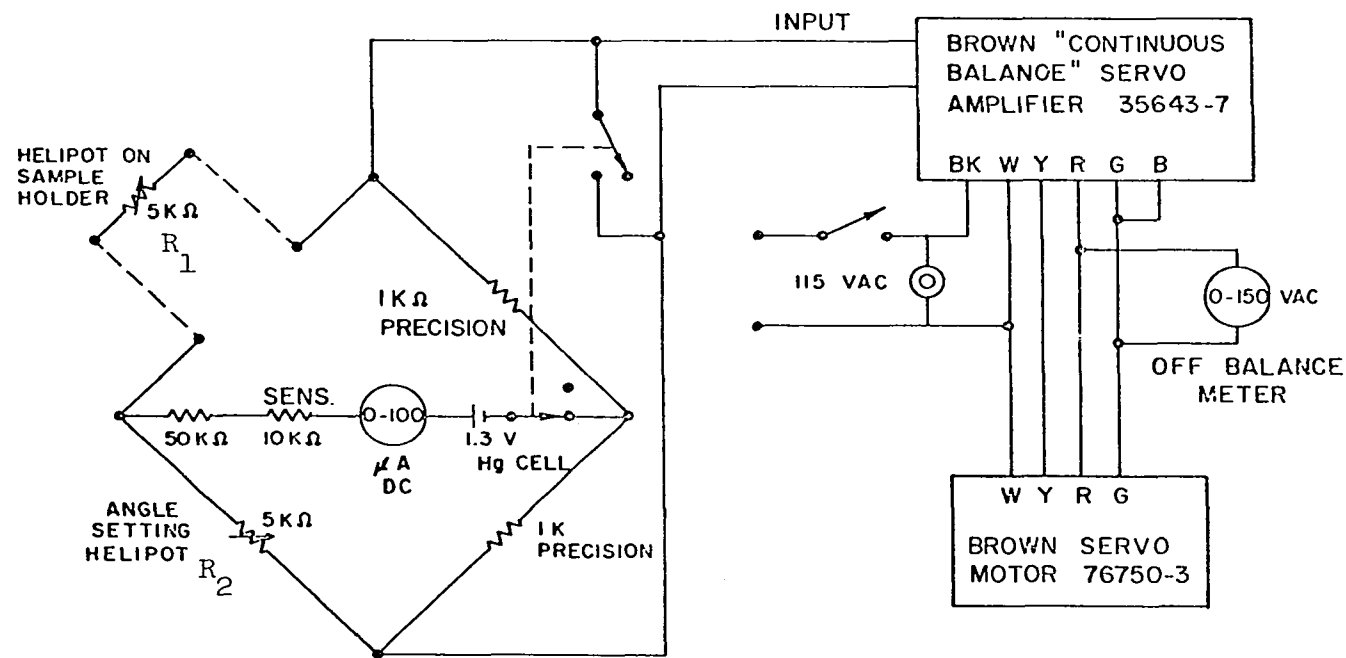 INPUT
BROWN "CONTINUOUS
BALANCE" SERVO
AMPLIFIER 35643-7
BK W Y R G B
HELIPOT ON
SAMPLE
HOLDER
5KΩ
R1
1KΩ
PRECISION
115 VAC
0-150 VAC
OFF BALANCE
METER
SENS.
50KΩ
10KΩ
0-100
μA
DC
1.3 V
Hg CELL
ANGLE
SETTING
HELIPOT
5KΩ
R2
1K
PRECISION
W Y R G
BROWN SERVO
MOTOR 76750-3